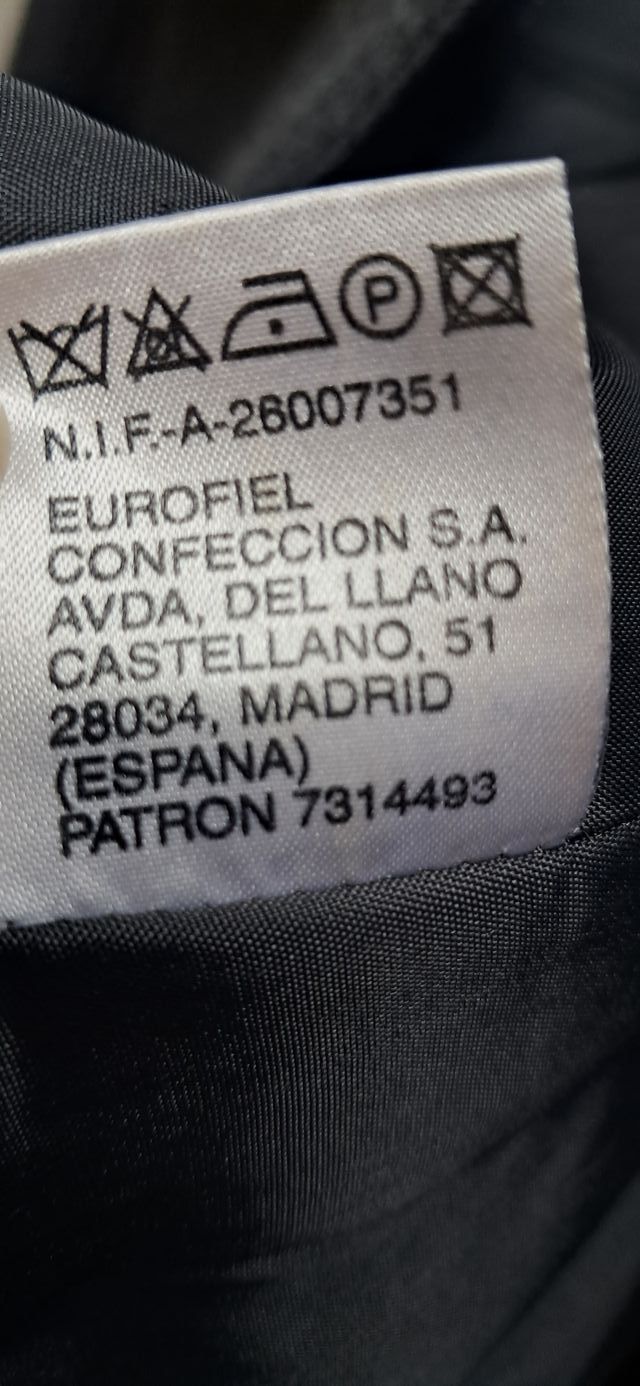 P
N.I.F.-A-26007351
EUROFIEL
CONFECCION S.A.
AVDA. DEL LLANO
CASTELLANO, 51
28034, MADRID
(ESPANA)
PATRON 7314493